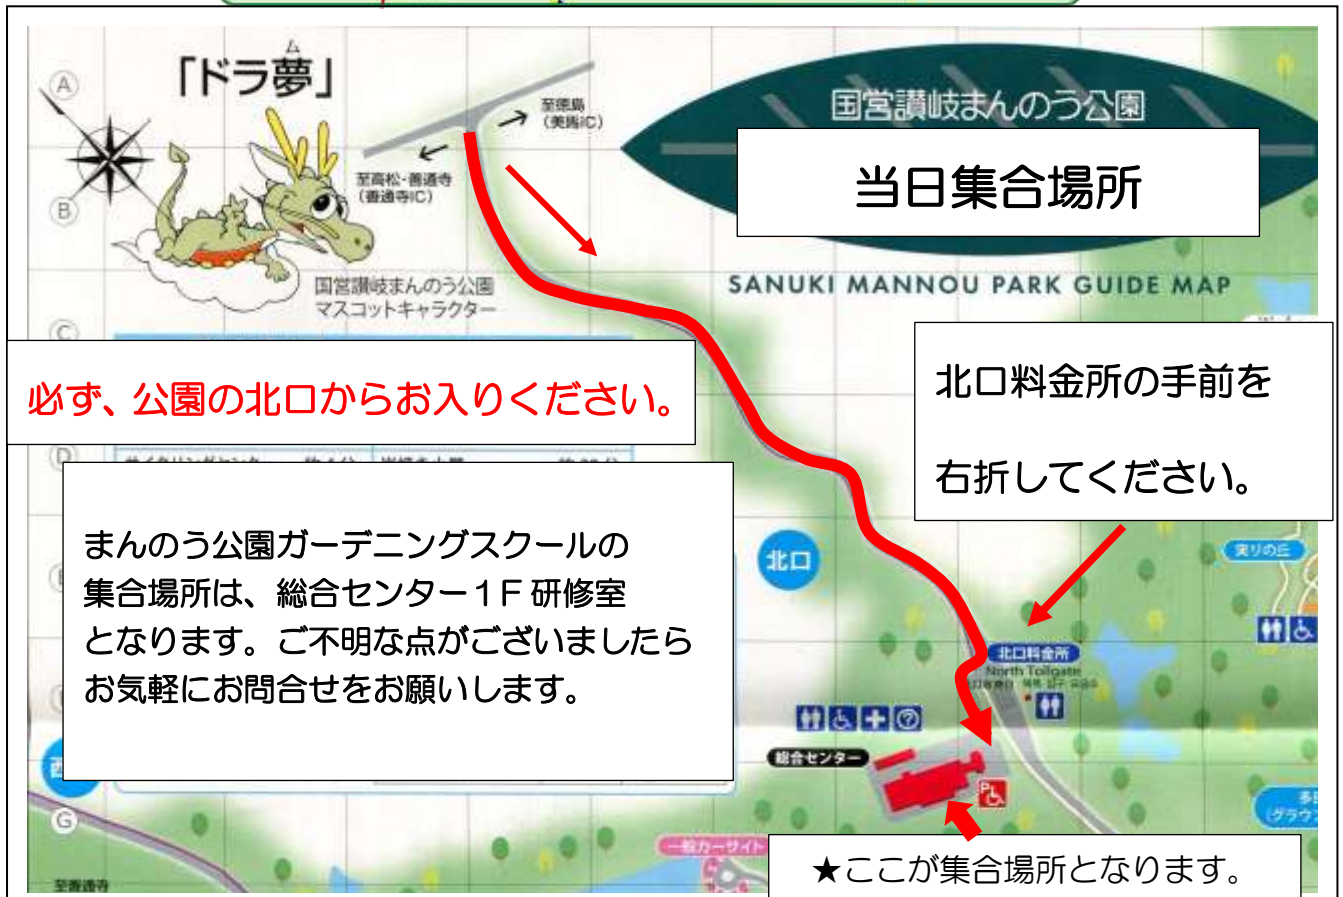 「ドラ夢」
ム
至徳島
(美馬IC)
至高松・善通寺
(善通寺IC)
国営讃岐まんのう公園
マスコットキャラクター
国営讃岐まんのう公園
当日集合場所
SANUKI MANNOU PARK GUIDE MAP
必ず、公園の北口からお入りください。
北口料金所の手前を
右折してください。
まんのう公園ガーデニングスクールの
集合場所は、総合センター1F 研修室
となります。ご不明な点がございましたら
お気軽にお問合せをお願いします。
北口
実りの丘
北口料金所
North Tollgate
総合センター
P
一般カーサイト
★ここが集合場所となります。
至善通寺
A
B
C
D
G